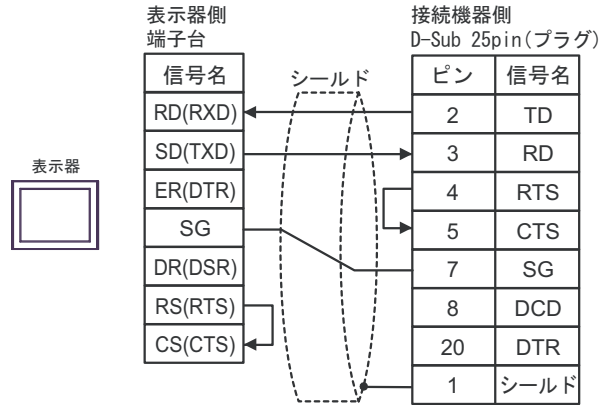 表示器側
端子台
接続機器側
D-Sub 25pin(プラグ)
信号名
シールド
ピン 信号名
RD(RXD)
2 TD
SD(TXD)
3 RD
表示器
ER(DTR)
4 RTS
SG
5 CTS
DR(DSR)
7 SG
RS(RTS)
8 DCD
CS(CTS)
20 DTR
1 シールド